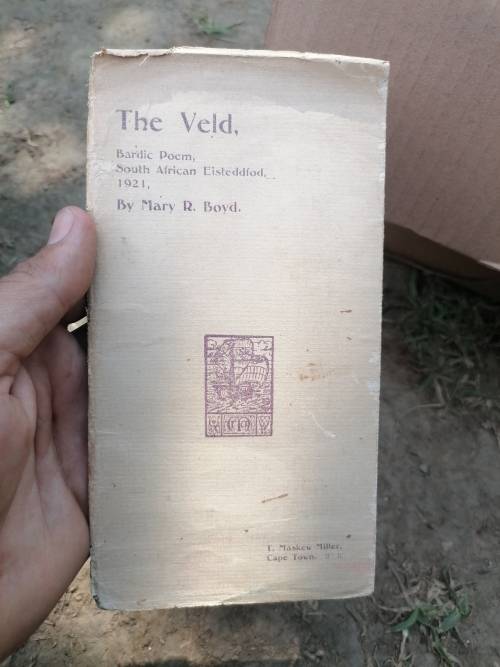 The Veld,
Bardic Poem,
South African Eisteddfod,
1921,
By Mary R. Boyd.
T. Maskew Miller,
Cape Town.